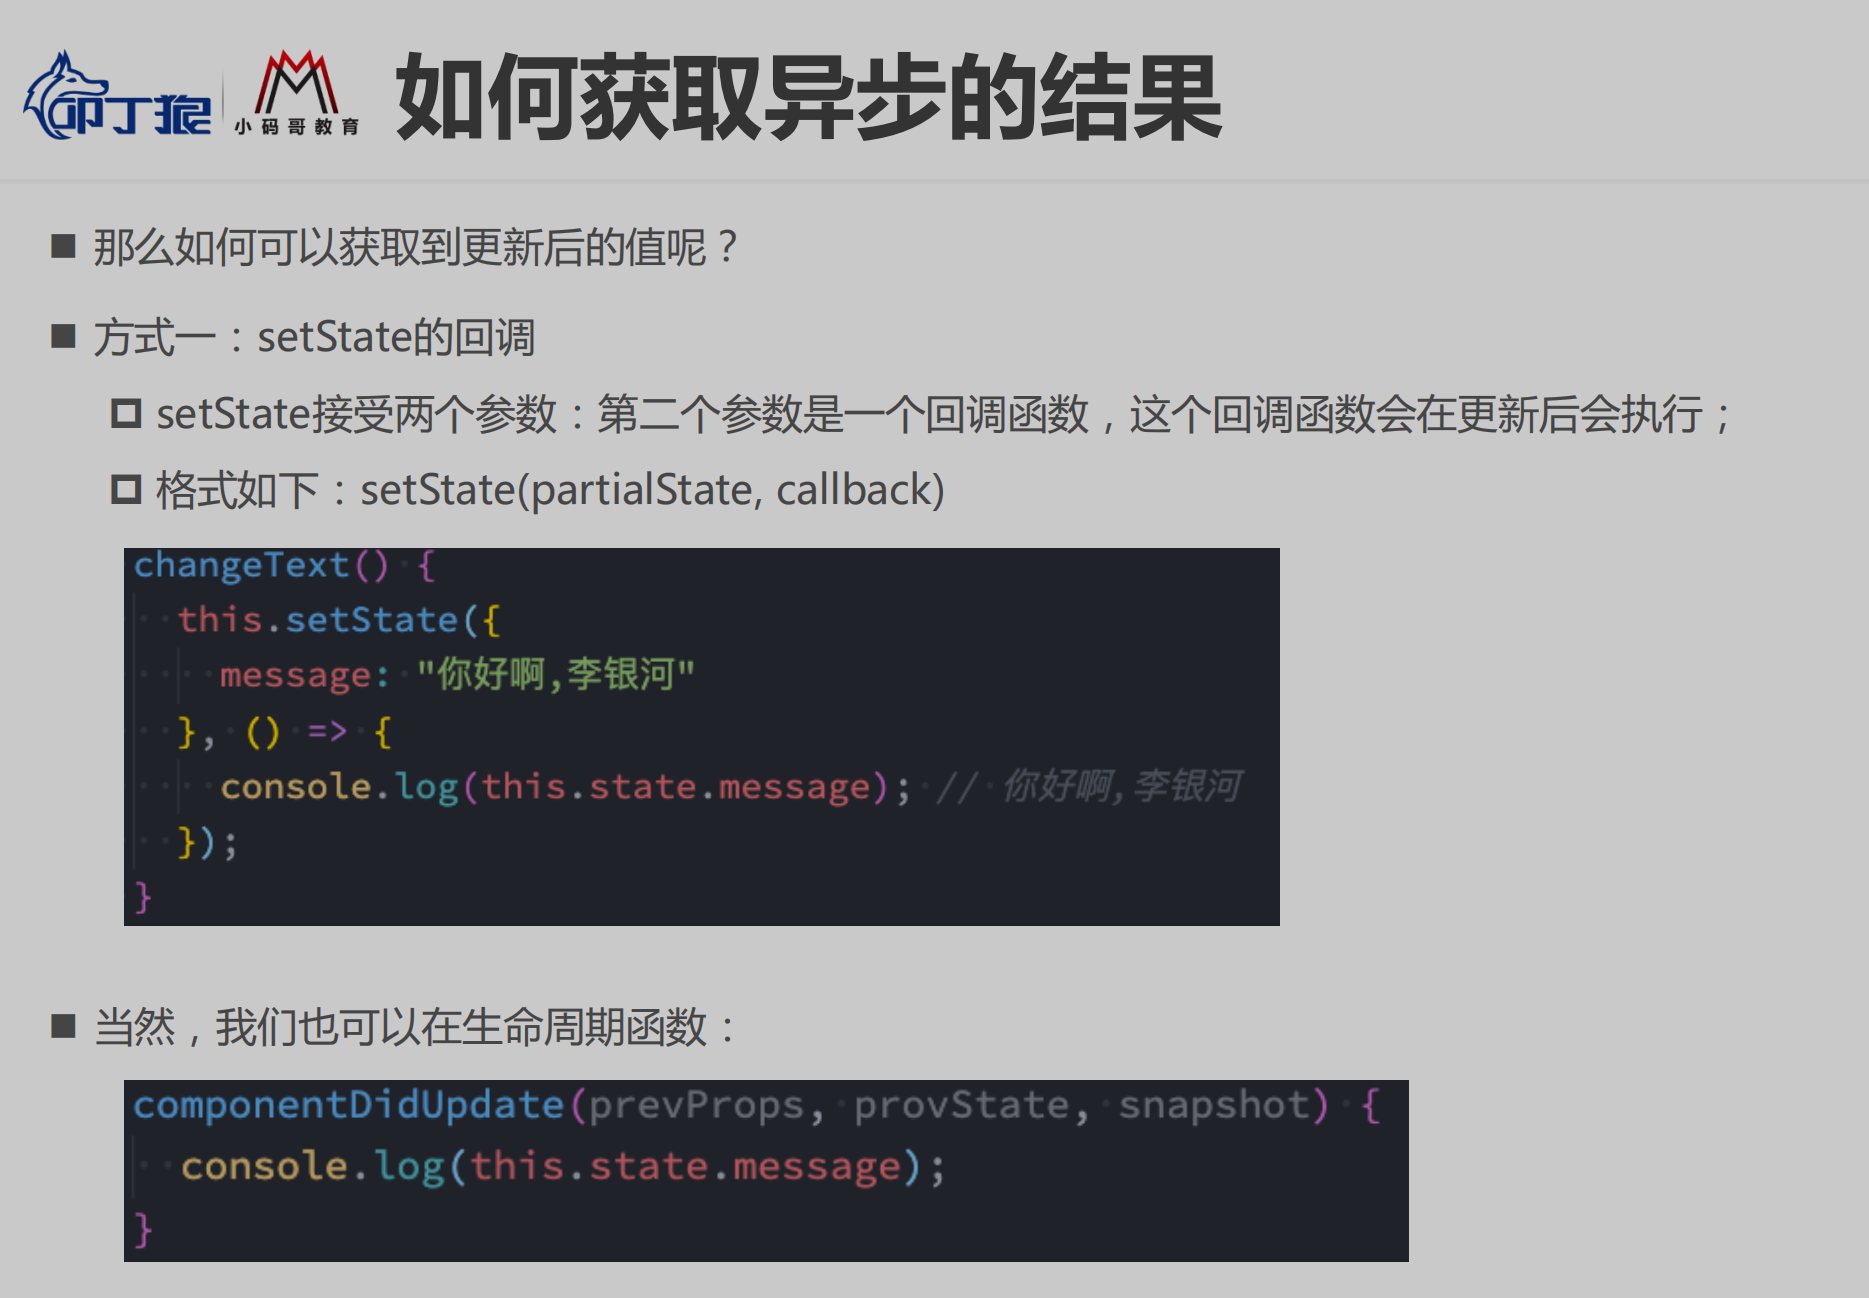 叩丁狼
小码哥教育
如何获取异步的结果
■ 那么如何可以获取到更新后的值呢？
■ 方式一：setState的回调
setState接受两个参数：第二个参数是一个回调函数，这个回调函数会在更新后会执行；
格式如下：setState(partialState, callback)
changeText() {
this.setState({
message: "你好啊,李银河"
}, () => {
console.log(this.state.message); // 你好啊,李银河
});
}
■ 当然，我们也可以在生命周期函数：
componentDidUpdate(prevProps, provState, snapshot) {
console.log(this.state.message);
}